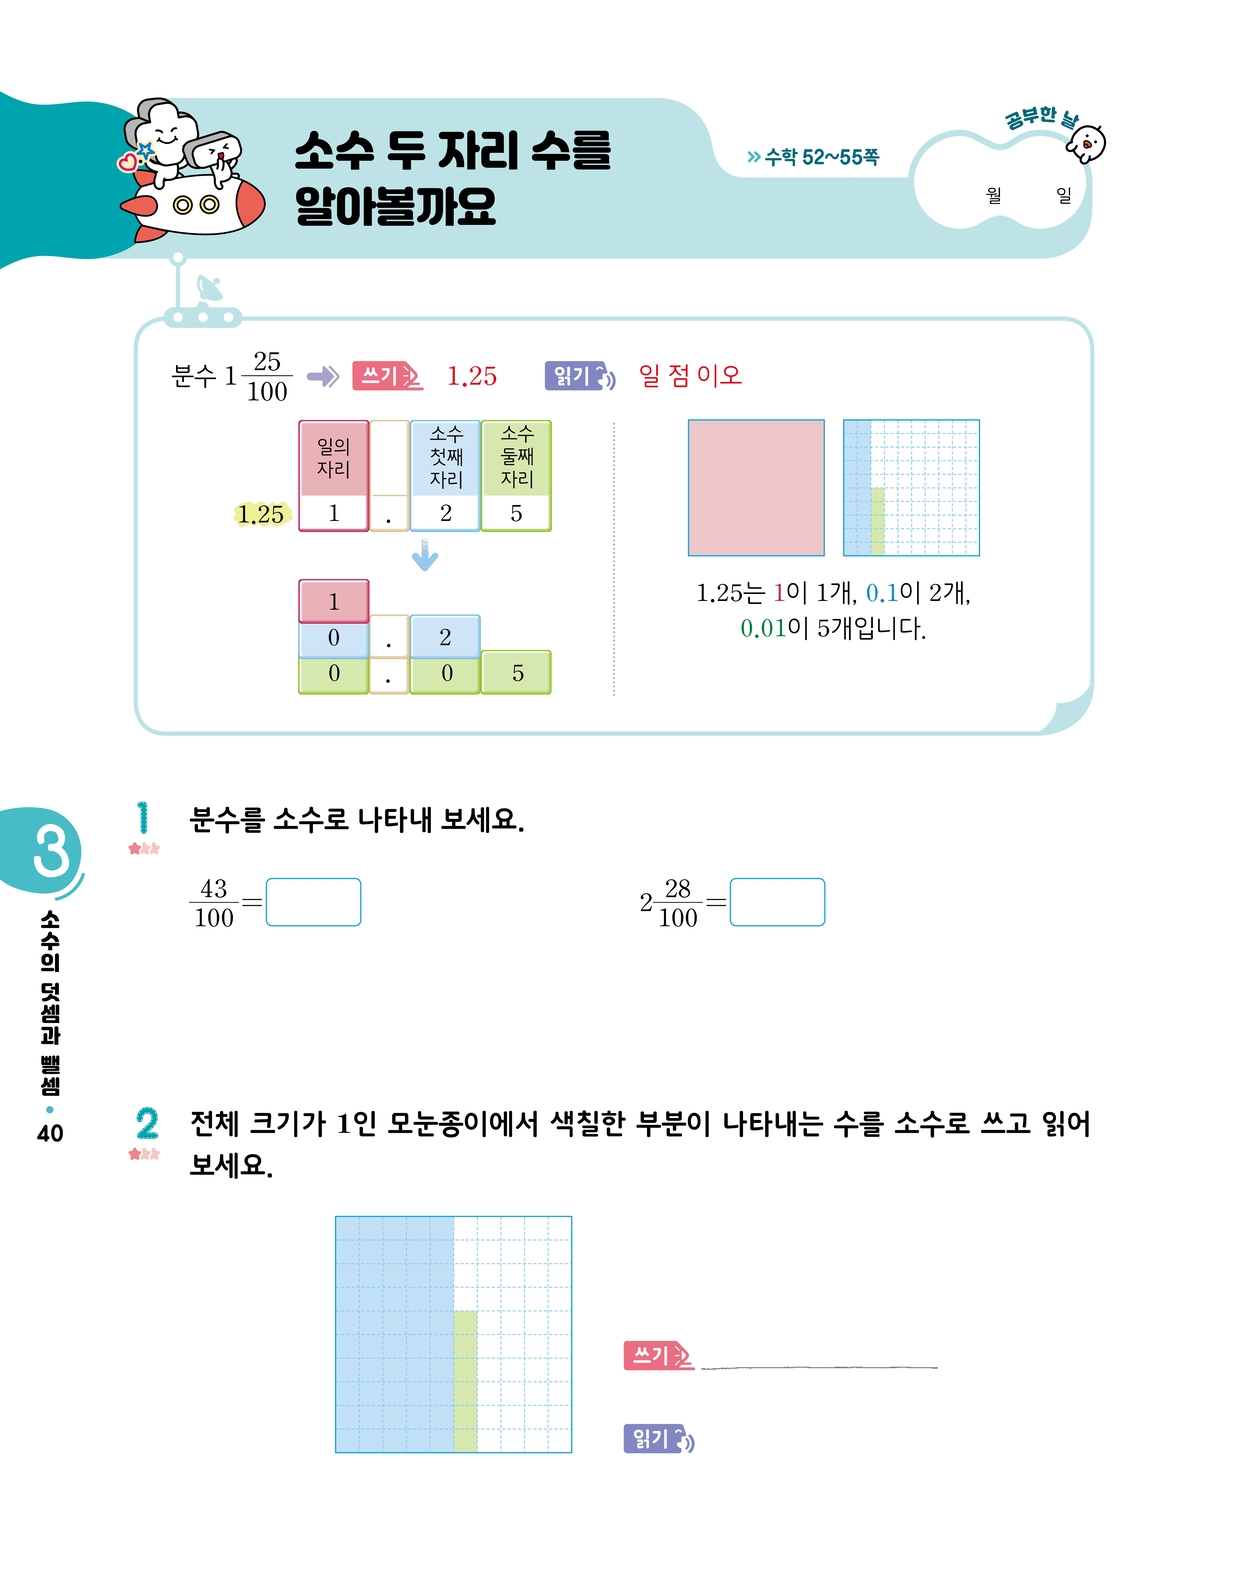 소수 두 자리 수를
알아볼까요
» 수학 52~55쪽
공부한 날
월 일
분수 1 25/100 쓰기 1.25 읽기 일 점 이오
일의 자리 소수 첫째 자리 소수 둘째 자리
1.25 1 . 2 5
1
0 . 2
0 . 0 5
1.25는 1이 1개, 0.1이 2개,
0.01이 5개입니다.
1 분수를 소수로 나타내 보세요.
43/100 = 2 28/100 =
3
소수의 덧셈과 뺄셈 • 40
2 전체 크기가 1인 모눈종이에서 색칠한 부분이 나타내는 수를 소수로 쓰고 읽어
보세요.
쓰기
읽기